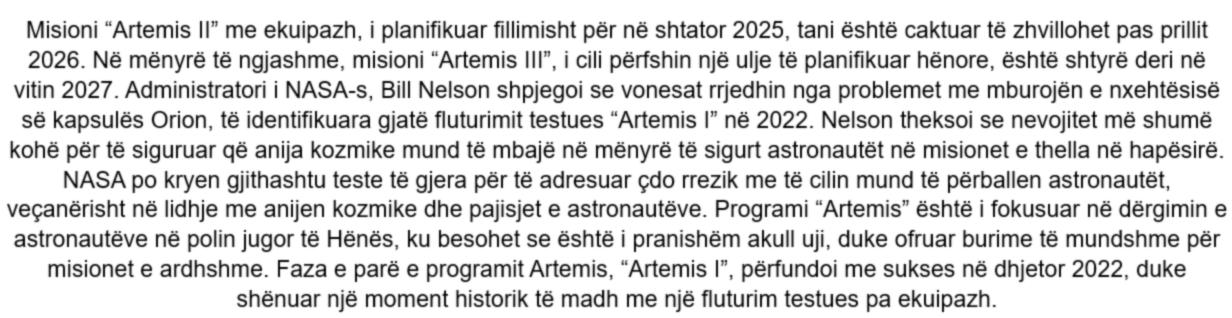 Misioni “Artemis II” me ekuipazh, i planifikuar fillimisht për në shtator 2025, tani është caktuar të zhvillohet pas prillit
2026. Në mënyrë të ngjashme, misioni “Artemis III”, i cili përfshin një ulje të planifikuar hënore, është shtyrë deri në
vitin 2027. Administratori i NASA-s, Bill Nelson shpjegoi se vonesat rrjedhin nga problemet me mburojën e nxehtësisë
së kapsulës Orion, të identifikuara gjatë fluturimit testues “Artemis I” në 2022. Nelson theksoi se nevojitet më shumë
kohë për të siguruar që anija kozmike mund të mbajë në mënyrë të sigurt astronautët në misionet e thella në hapësirë.
NASA po kryen gjithashtu teste të gjera për të adresuar çdo rrezik me të cilin mund të përballen astronautët,
veçanërisht në lidhje me anijen kozmike dhe pajisjet e astronautëve. Programi “Artemis” është i fokusuar në dërgimin e
astronautëve në polin jugor të Hënës, ku besohet se është i pranishëm akull uji, duke ofruar burime të mundshme për
misionet e ardhshme. Faza e parë e programit Artemis, “Artemis I”, përfundoi me sukses në dhjetor 2022, duke
shënuar një moment historik të madh me një fluturim testues pa ekuipazh.